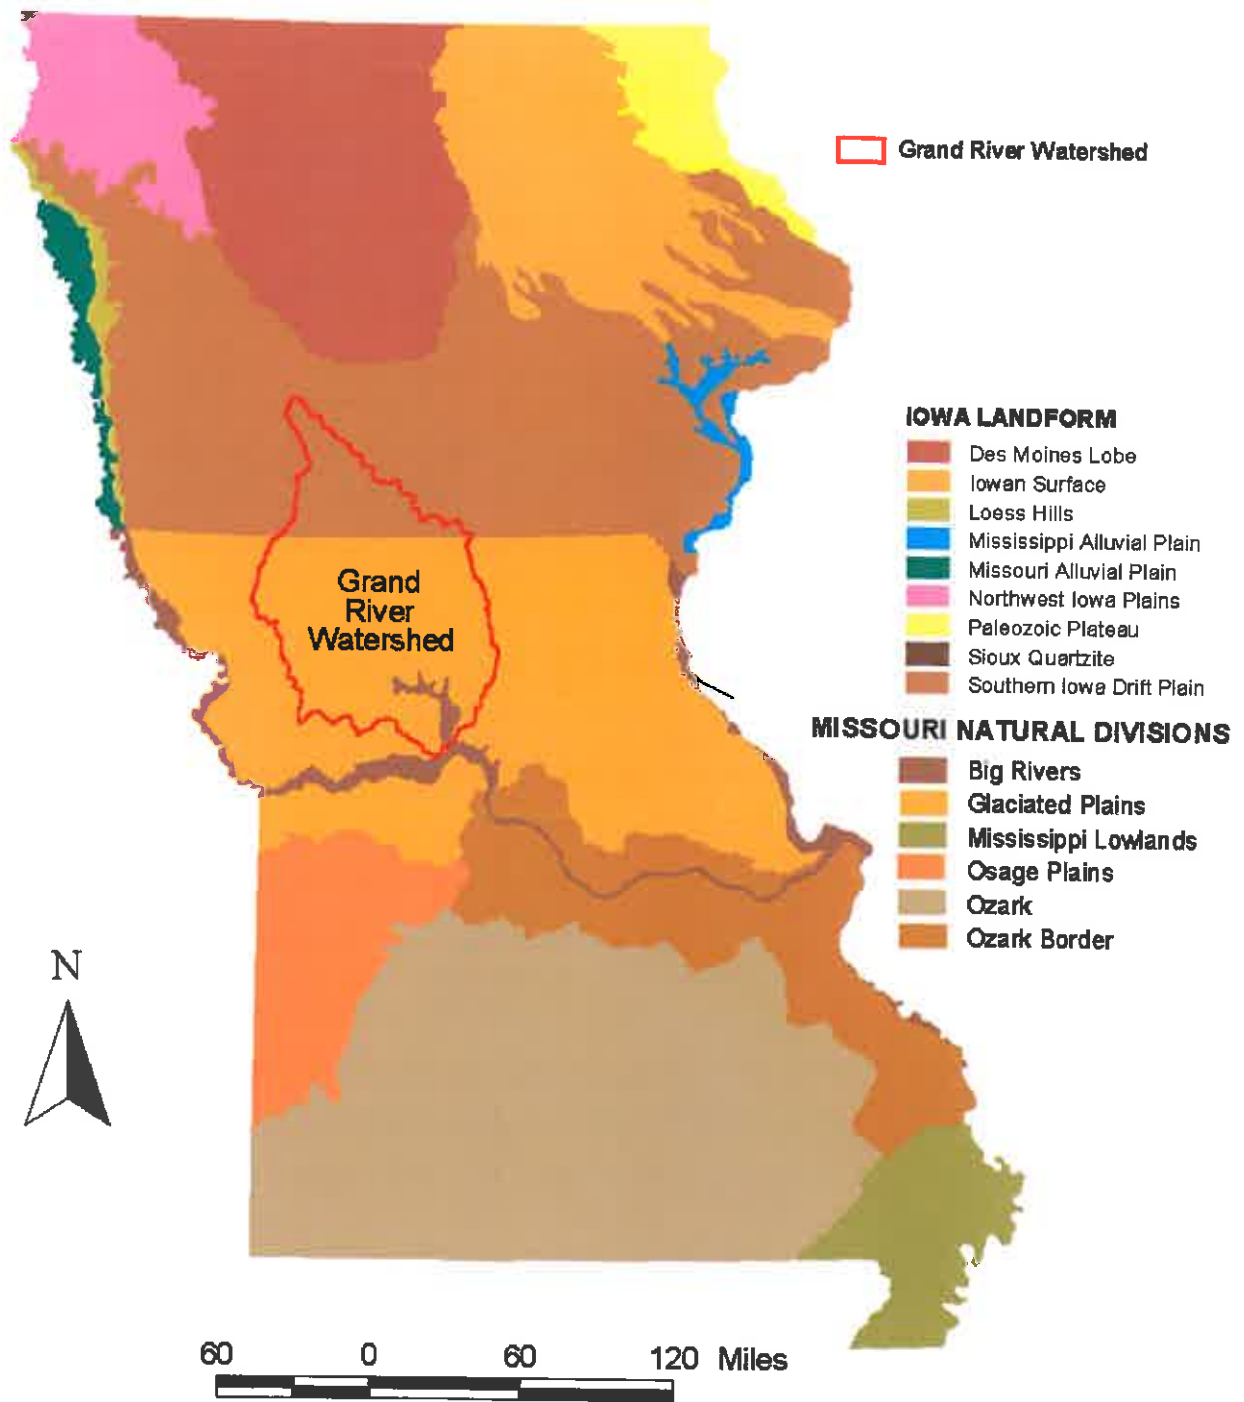 Grand River Watershed
IOWA LANDFORM
Des Moines Lobe
Iowan Surface
Loess Hills
Mississippi Alluvial Plain
Missouri Alluvial Plain
Northwest Iowa Plains
Paleozoic Plateau
Sioux Quartzite
Southern Iowa Drift Plain
Grand
River
Watershed
MISSOURI NATURAL DIVISIONS
Big Rivers
Glaciated Plains
Mississippi Lowlands
Osage Plains
Ozark
Ozark Border
N
60 0 60 120 Miles